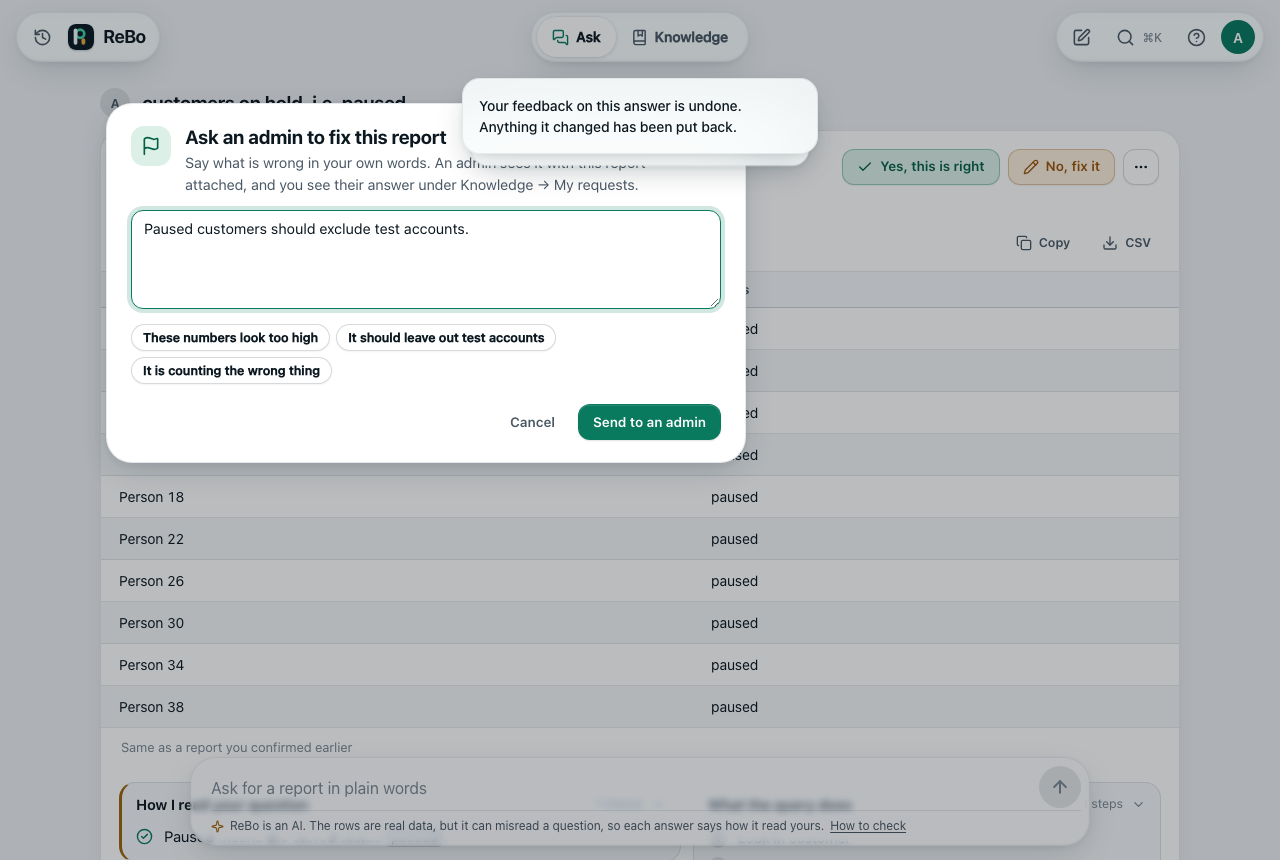 ReBo
Ask
Knowledge
⌘K
A
A
customers on hold, i.e. paused
Your feedback on this answer is undone.
Anything it changed has been put back.
Ask an admin to fix this report
Say what is wrong in your own words. An admin sees it with this report
attached, and you see their answer under Knowledge → My requests.
Yes, this is right
No, fix it
Paused customers should exclude test accounts.
Copy
CSV
These numbers look too high
It should leave out test accounts
It is counting the wrong thing
Cancel
Send to an admin
Person 18 paused
Person 22 paused
Person 26 paused
Person 30 paused
Person 34 paused
Person 38 paused
Same as a report you confirmed earlier
Ask for a report in plain words
How I read your question
What the query does
steps
ReBo is an AI. The rows are real data, but it can misread a question, so each answer says how it read yours. How to check